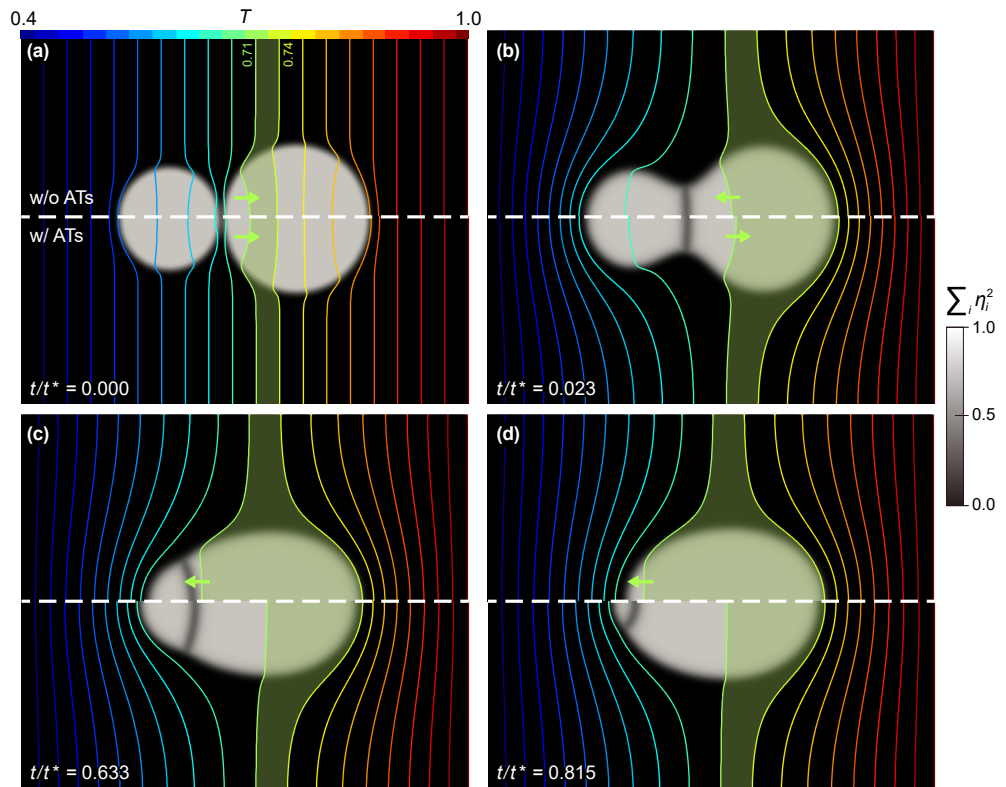 0.4 T 1.0
(a)
0.71
0.74
w/o ATs
w/ ATs
t/t* = 0.000
(b)
t/t* = 0.023
∑ᵢ ηᵢ²
1.0
0.5
0.0
(c)
t/t* = 0.633
(d)
t/t* = 0.815